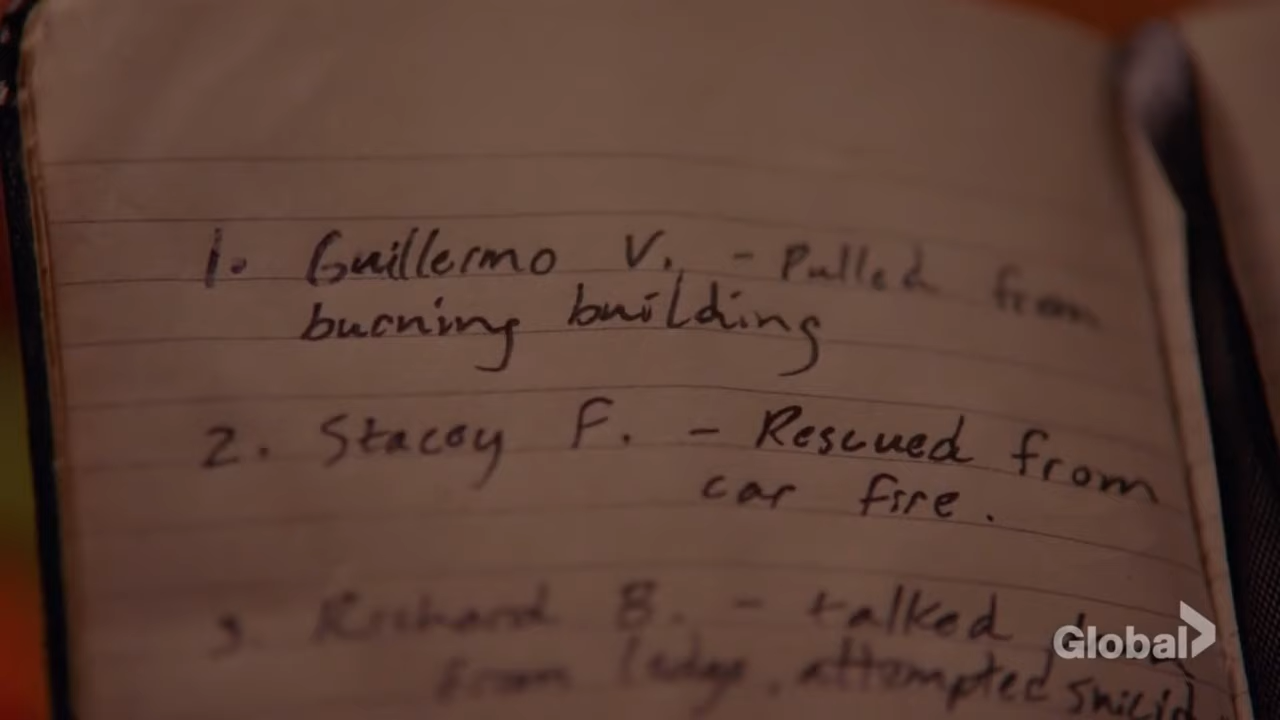 1. Guillermo V. - Pulled from
burning building
2. Stacey F. - Rescued from
car fire.
3 Richard B. - talked
from ledge, attempted
Global